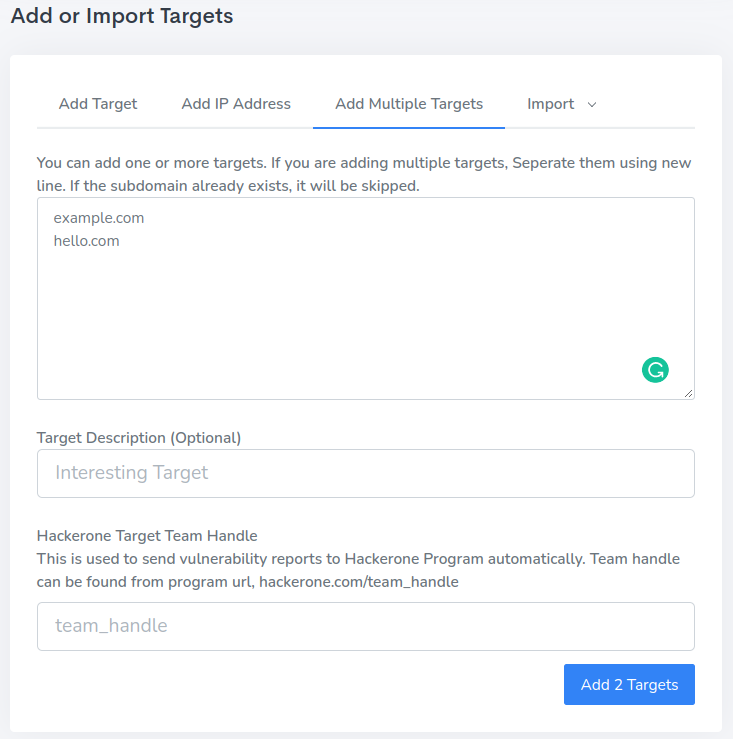 Add or Import Targets
Add Target Add IP Address Add Multiple Targets Import
You can add one or more targets. If you are adding multiple targets, Seperate them using new
line. If the subdomain already exists, it will be skipped.
example.com
hello.com
Target Description (Optional)
Interesting Target
Hackerone Target Team Handle
This is used to send vulnerability reports to Hackerone Program automatically. Team handle
can be found from program url, hackerone.com/team_handle
team_handle
Add 2 Targets